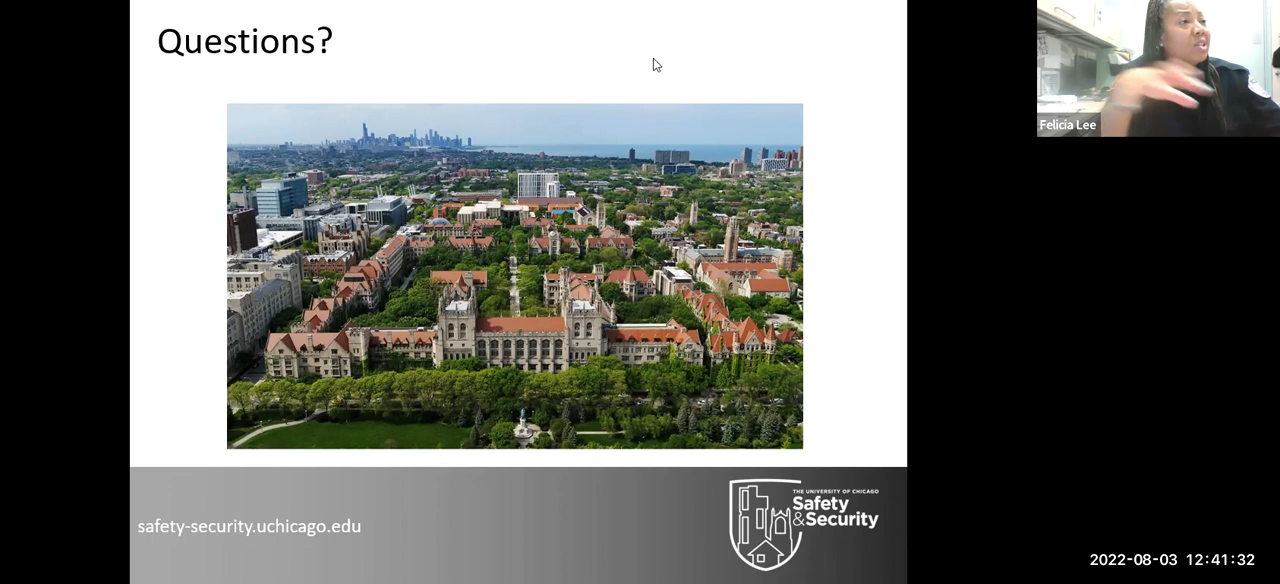 Questions?
Felicia Lee
safety-security.uchicago.edu
THE UNIVERSITY OF CHICAGO
Safety
&Security
2022-08-03 12:41:32